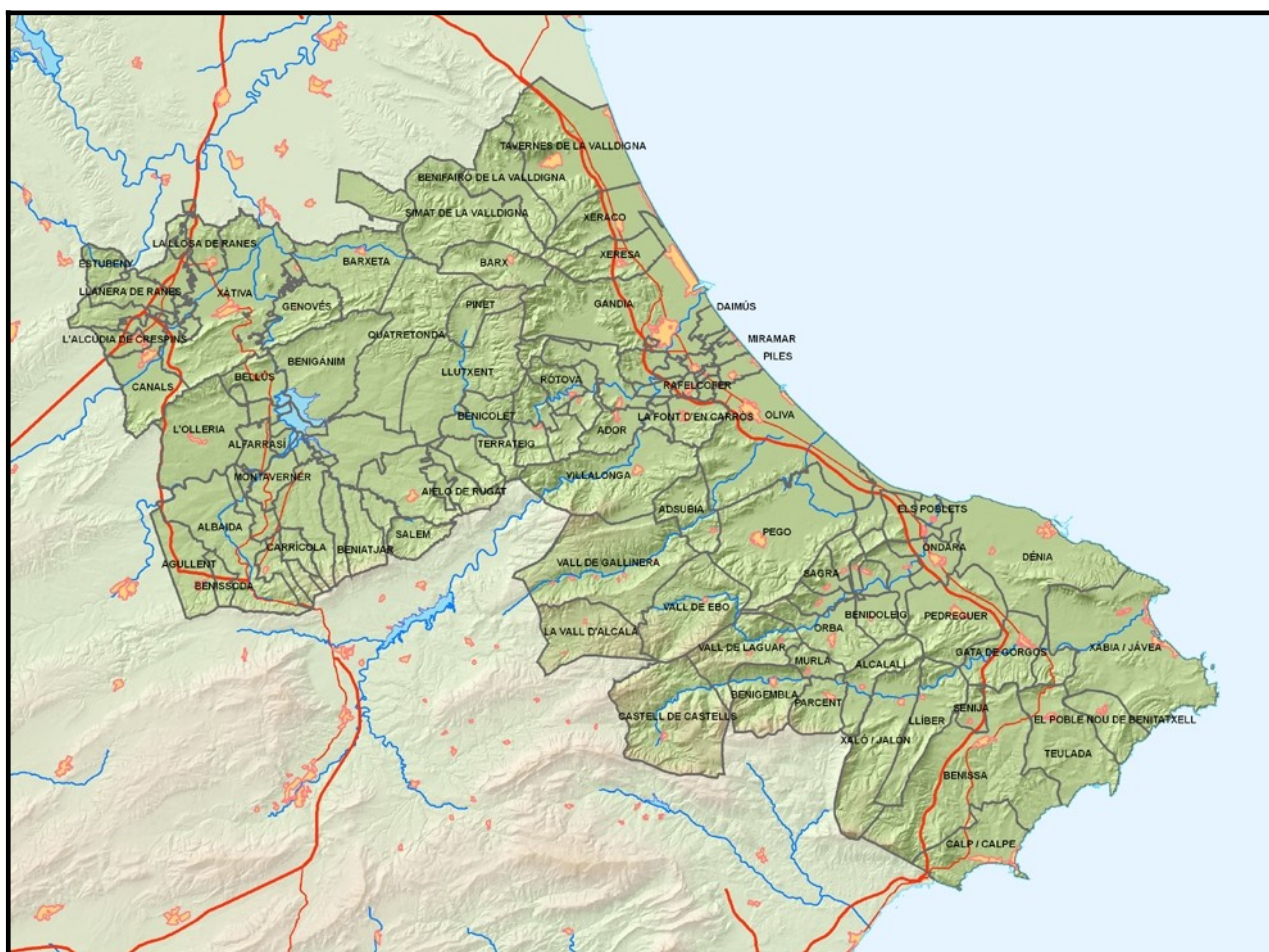 TAVERNES DE LA VALLDIGNA
BENIFAIRÓ DE LA VALLDIGNA
SIMAT DE LA VALLDIGNA
XERACO
LA LLOSA DE RANES
XERESA
BARXETA
BARX
ESTUBENY
LLANERA DE RANES
XÀTIVA
GENOVÉS
PINET
GANDIA
DAIMÚS
L'ALCÚDIA DE CRESPINS
QUATRETONDA
MIRAMAR
PILES
BENIGÀNIM
LLUTXENT
BELLÚS
RÒTOVA
CANALS
RAFELCOFER
BENICOLET
LA FONT D'EN CARRÒS
OLIVA
L'OLLERIA
ADOR
ALFARRASÍ
TERRATEIG
MONTAVERNER
VILLALONGA
AIELO DE RUGAT
ADSUBIA
ELS POBLETS
ALBAIDA
SALEM
PEGO
CARRÍCOLA
BENIATJAR
ONDARA
DÉNIA
AGULLENT
VALL DE GALLINERA
SAGRA
BENISSODA
VALL DE EBO
BENIDOLEIG
PEDREGUER
LA VALL D'ALCALÀ
ORBA
VALL DE LAGUAR
XÀBIA / JÁVEA
GATA DE GORGOS
MURLA
ALCALALÍ
BENIGEMBLA
PARCENT
SENIJA
CASTELL DE CASTELLS
LLÍBER
EL POBLE NOU DE BENITATXELL
XALÓ / JALÓN
TEULADA
BENISSA
CALP / CALPE